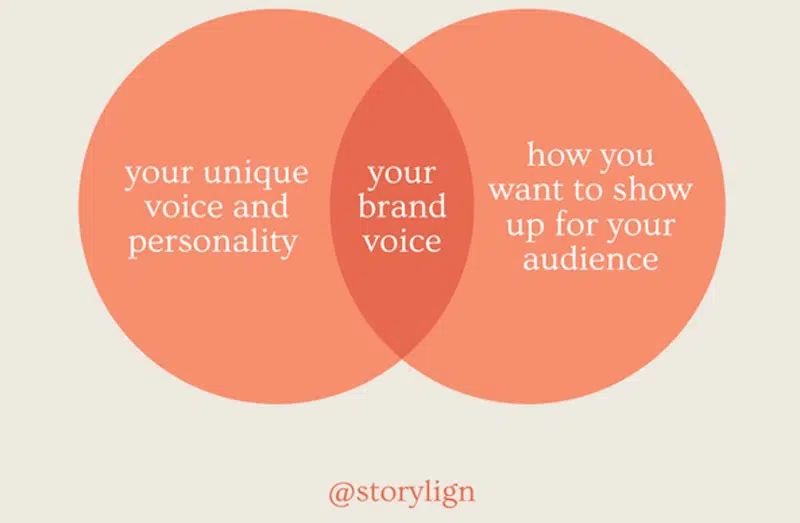 your unique
voice and
personality
your
brand
voice
how you
want to show
up for your
audience
@storylign